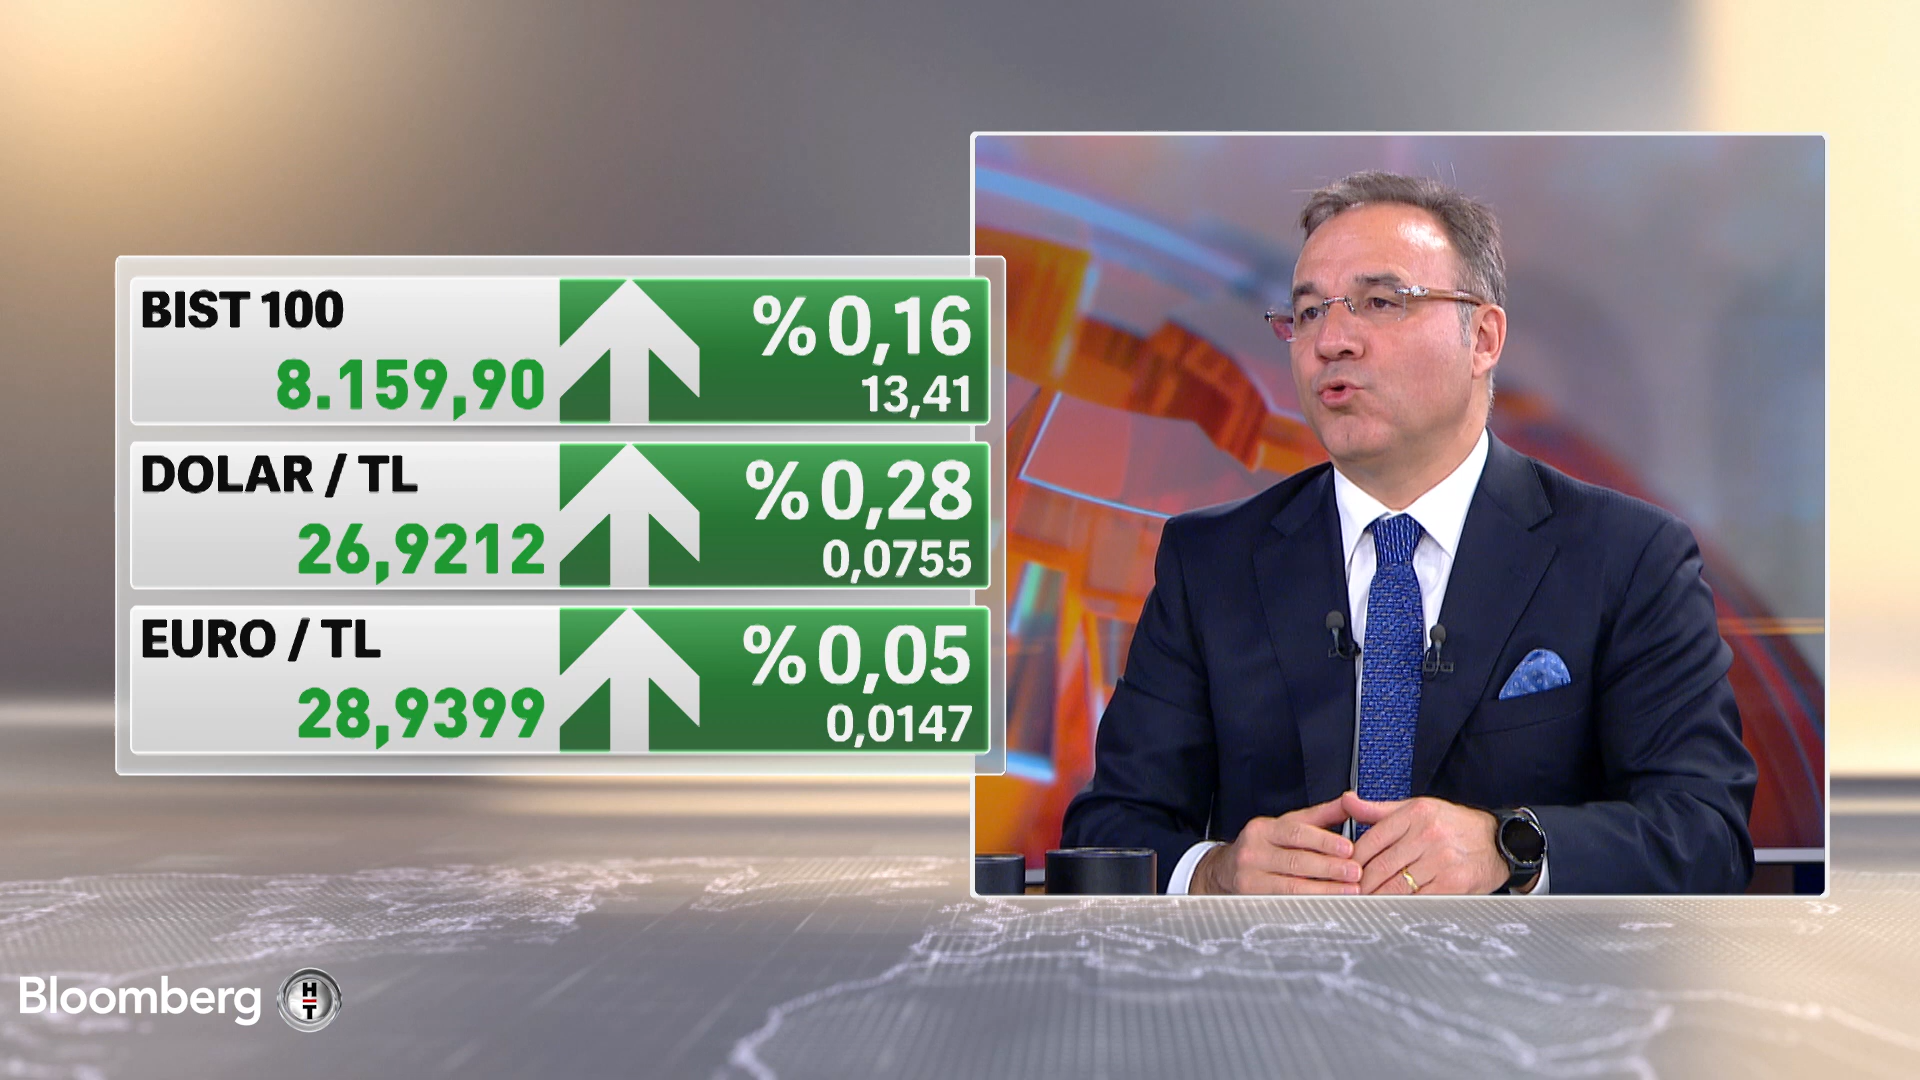 BIST 100
8.159,90
%0,16
13,41
DOLAR / TL
26,9212
%0,28
0,0755
EURO / TL
28,9399
%0,05
0,0147
Bloomberg HT